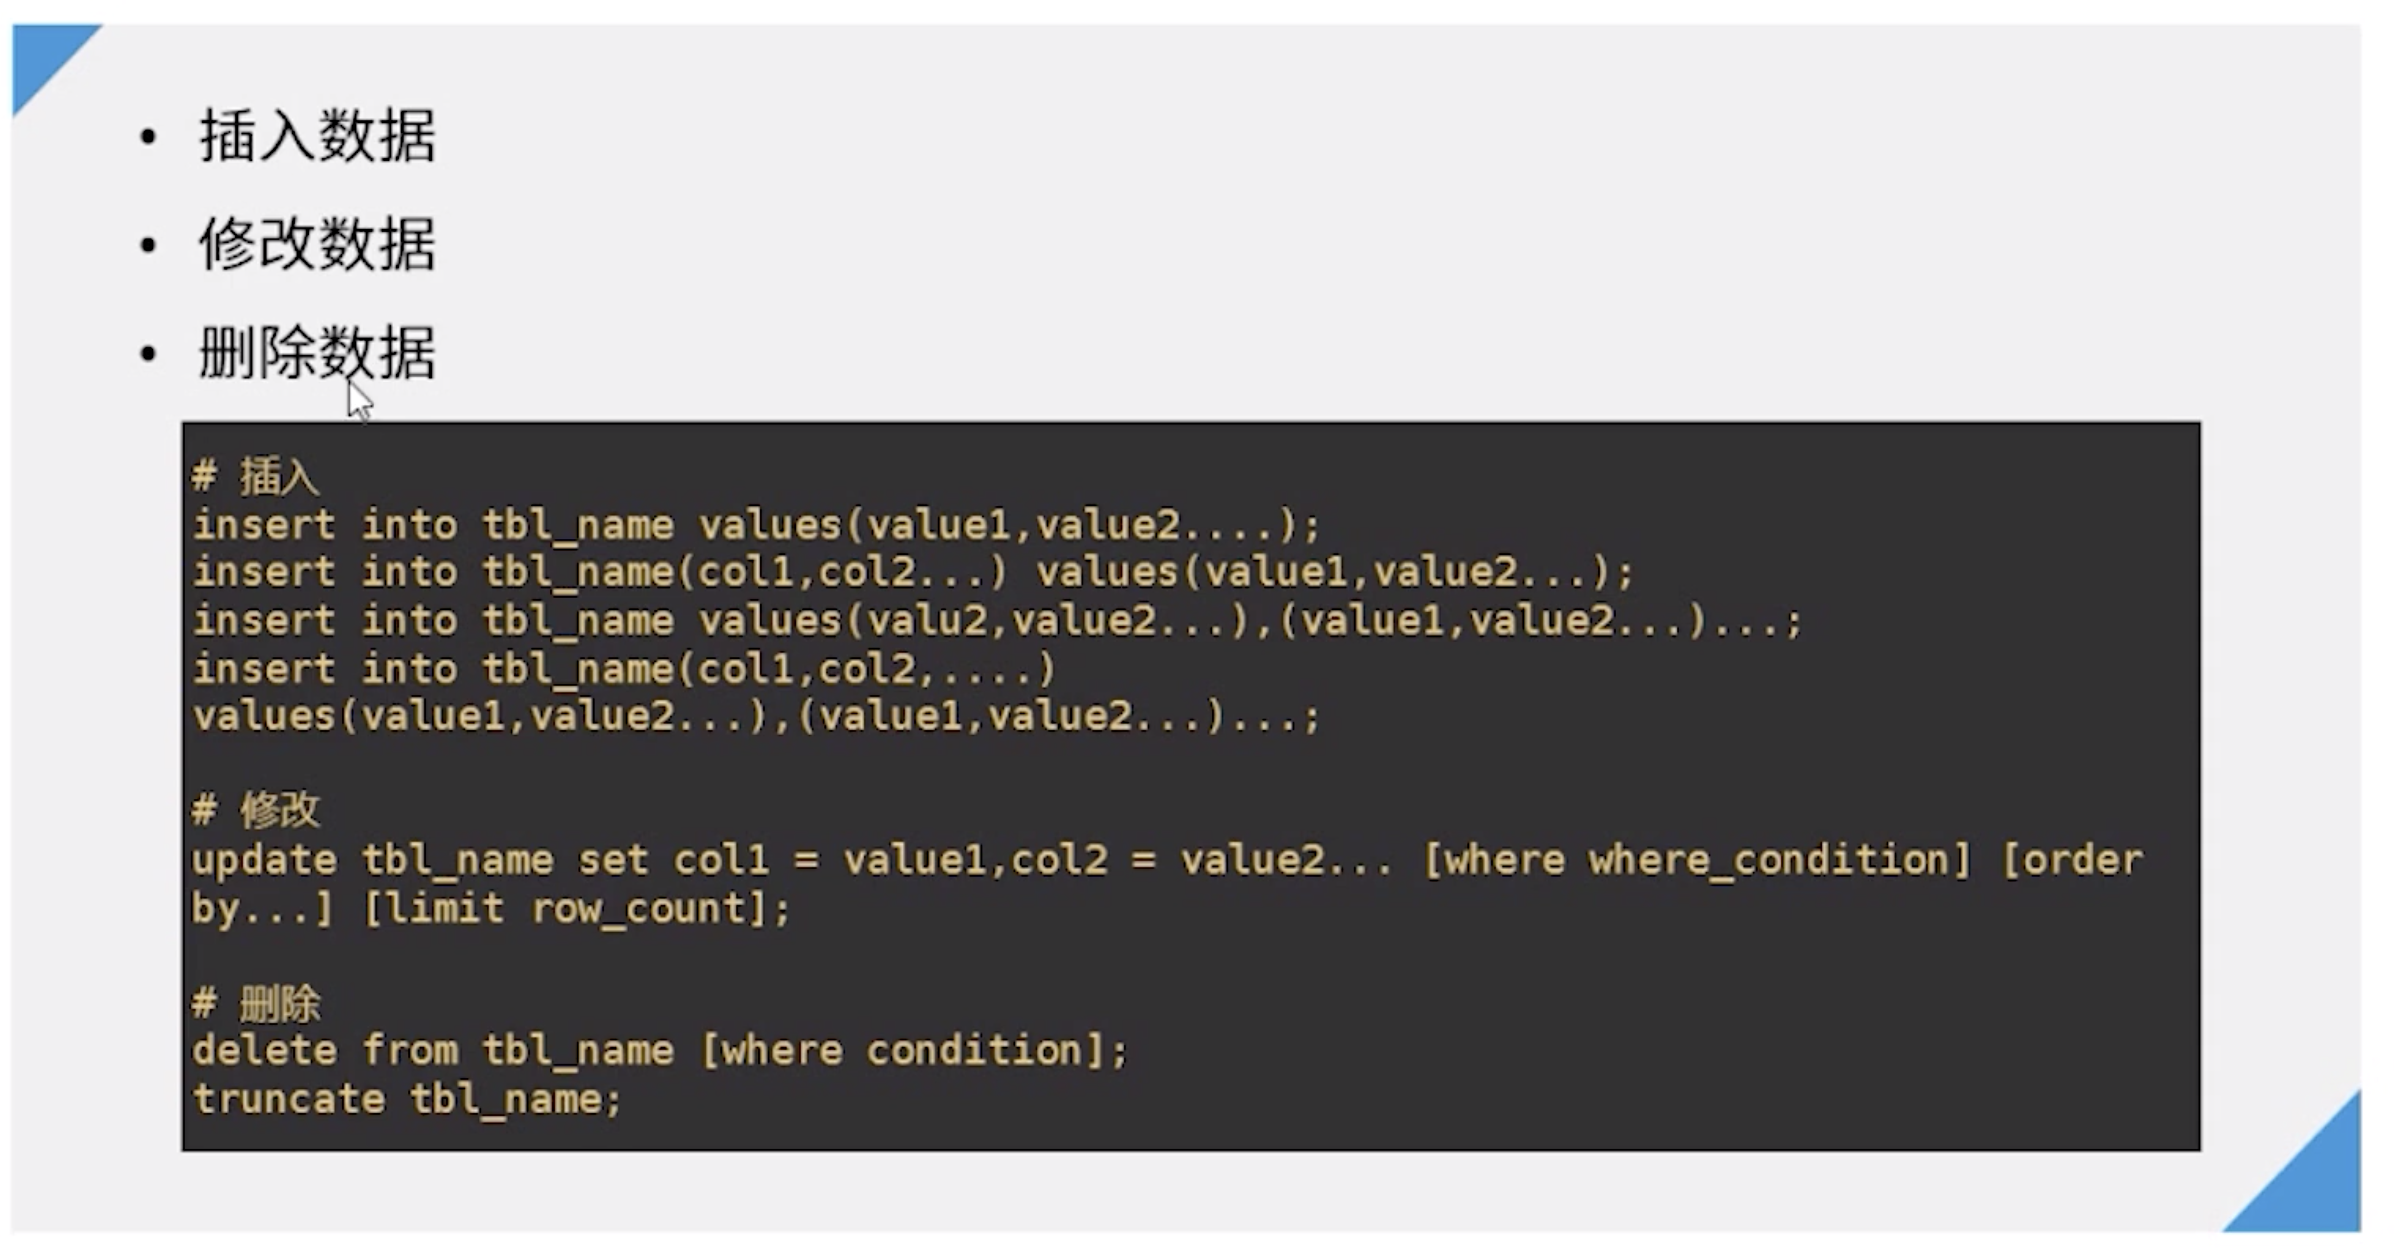 • 插入数据
• 修改数据
• 删除数据
# 插入
insert into tbl_name values(value1,value2....);
insert into tbl_name(col1,col2...) values(value1,value2...);
insert into tbl_name values(valu2,value2...),(value1,value2...)...;
insert into tbl_name(col1,col2,....)
values(value1,value2...),(value1,value2...)...;
# 修改
update tbl_name set col1 = value1,col2 = value2... [where where_condition] [order
by...] [limit row_count];
# 删除
delete from tbl_name [where condition];
truncate tbl_name;